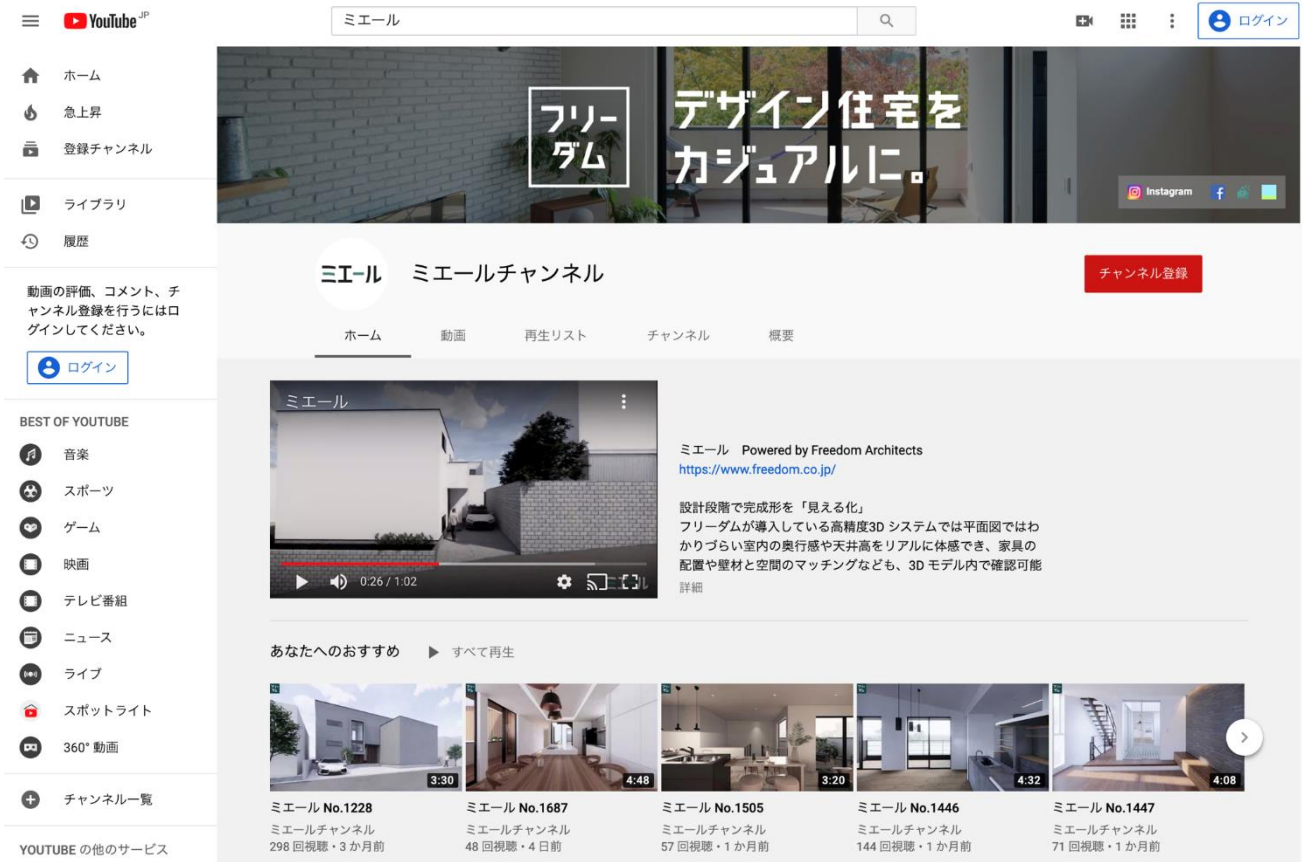 YouTube JP
ミエール
ログイン
ホーム
急上昇
登録チャンネル
ライブラリ
履歴
動画の評価、コメント、チ
ャンネル登録を行うにはロ
グインしてください。
ログイン
BEST OF YOUTUBE
音楽
スポーツ
ゲーム
映画
テレビ番組
ニュース
ライブ
スポットライト
360° 動画
チャンネル一覧
YOUTUBE の他のサービス
フリー
ダム
デザイン住宅を
カジュアルに。
Instagram
ミエール
ミエールチャンネル
チャンネル登録
ホーム 動画 再生リスト チャンネル 概要
ミエール
0:26 / 1:02
ミエール Powered by Freedom Architects
https://www.freedom.co.jp/
設計段階で完成形を「見える化」
フリーダムが導入している高精度3D システムでは平面図ではわ
かりづらい室内の奥行感や天井高をリアルに体感でき、家具の
配置や壁材と空間のマッチングなども、3D モデル内で確認可能
詳細
あなたへのおすすめ ▶ すべて再生
3:30
ミエール No.1228
ミエールチャンネル
298 回視聴・3 か月前
4:48
ミエール No.1687
ミエールチャンネル
48 回視聴・4 日前
3:20
ミエール No.1505
ミエールチャンネル
57 回視聴・1 か月前
4:32
ミエール No.1446
ミエールチャンネル
144 回視聴・1 か月前
4:08
ミエール No.1447
ミエールチャンネル
71 回視聴・1 か月前